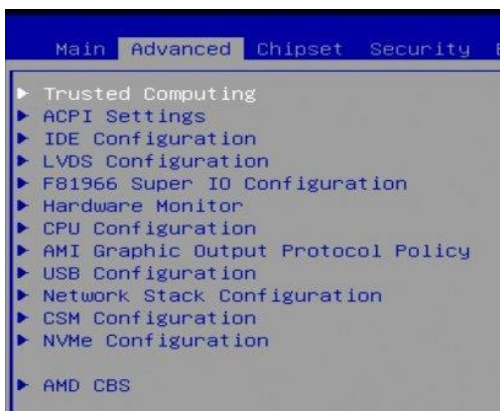 Main Advanced Chipset Security
Trusted Computing
ACPI Settings
IDE Configuration
LVDS Configuration
F81966 Super IO Configuration
Hardware Monitor
CPU Configuration
AMI Graphic Output Protocol Policy
USB Configuration
Network Stack Configuration
CSM Configuration
NVMe Configuration
AMD CBS